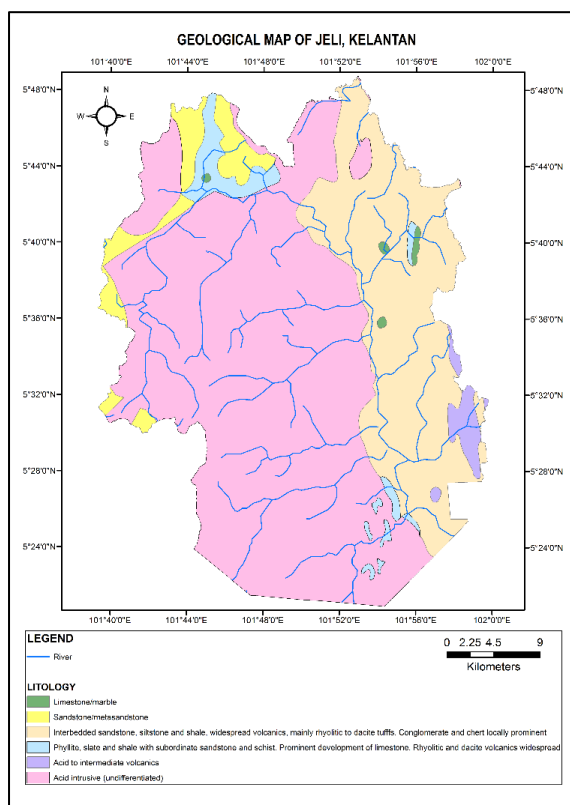 GEOLOGICAL MAP OF JELI, KELANTAN
101°40'0"E 101°44'0"E 101°48'0"E 101°52'0"E 101°56'0"E 102°0'0"E
N
W E
S
5°48'0"N 5°48'0"N
5°44'0"N 5°44'0"N
5°40'0"N 5°40'0"N
5°36'0"N 5°36'0"N
5°32'0"N 5°32'0"N
5°28'0"N 5°28'0"N
5°24'0"N 5°24'0"N
101°40'0"E 101°44'0"E 101°48'0"E 101°52'0"E 101°56'0"E 102°0'0"E
LEGEND
River
0 2.25 4.5 9
Kilometers
LITOLOGY
Limestone/marble
Sandstone/metasandstone
Interbedded sandstone, siltstone and shale, widespread volcanics, mainly rhyolitic to dacite tuffs. Conglomerate and chert locally prominent
Phyllite, slate and shale with subordinate sandstone and schist. Prominent development of limestone. Rhyolitic and dacite volcanics widespread
Acid to intermediate volcanics
Acid intrusive (undifferentiated)